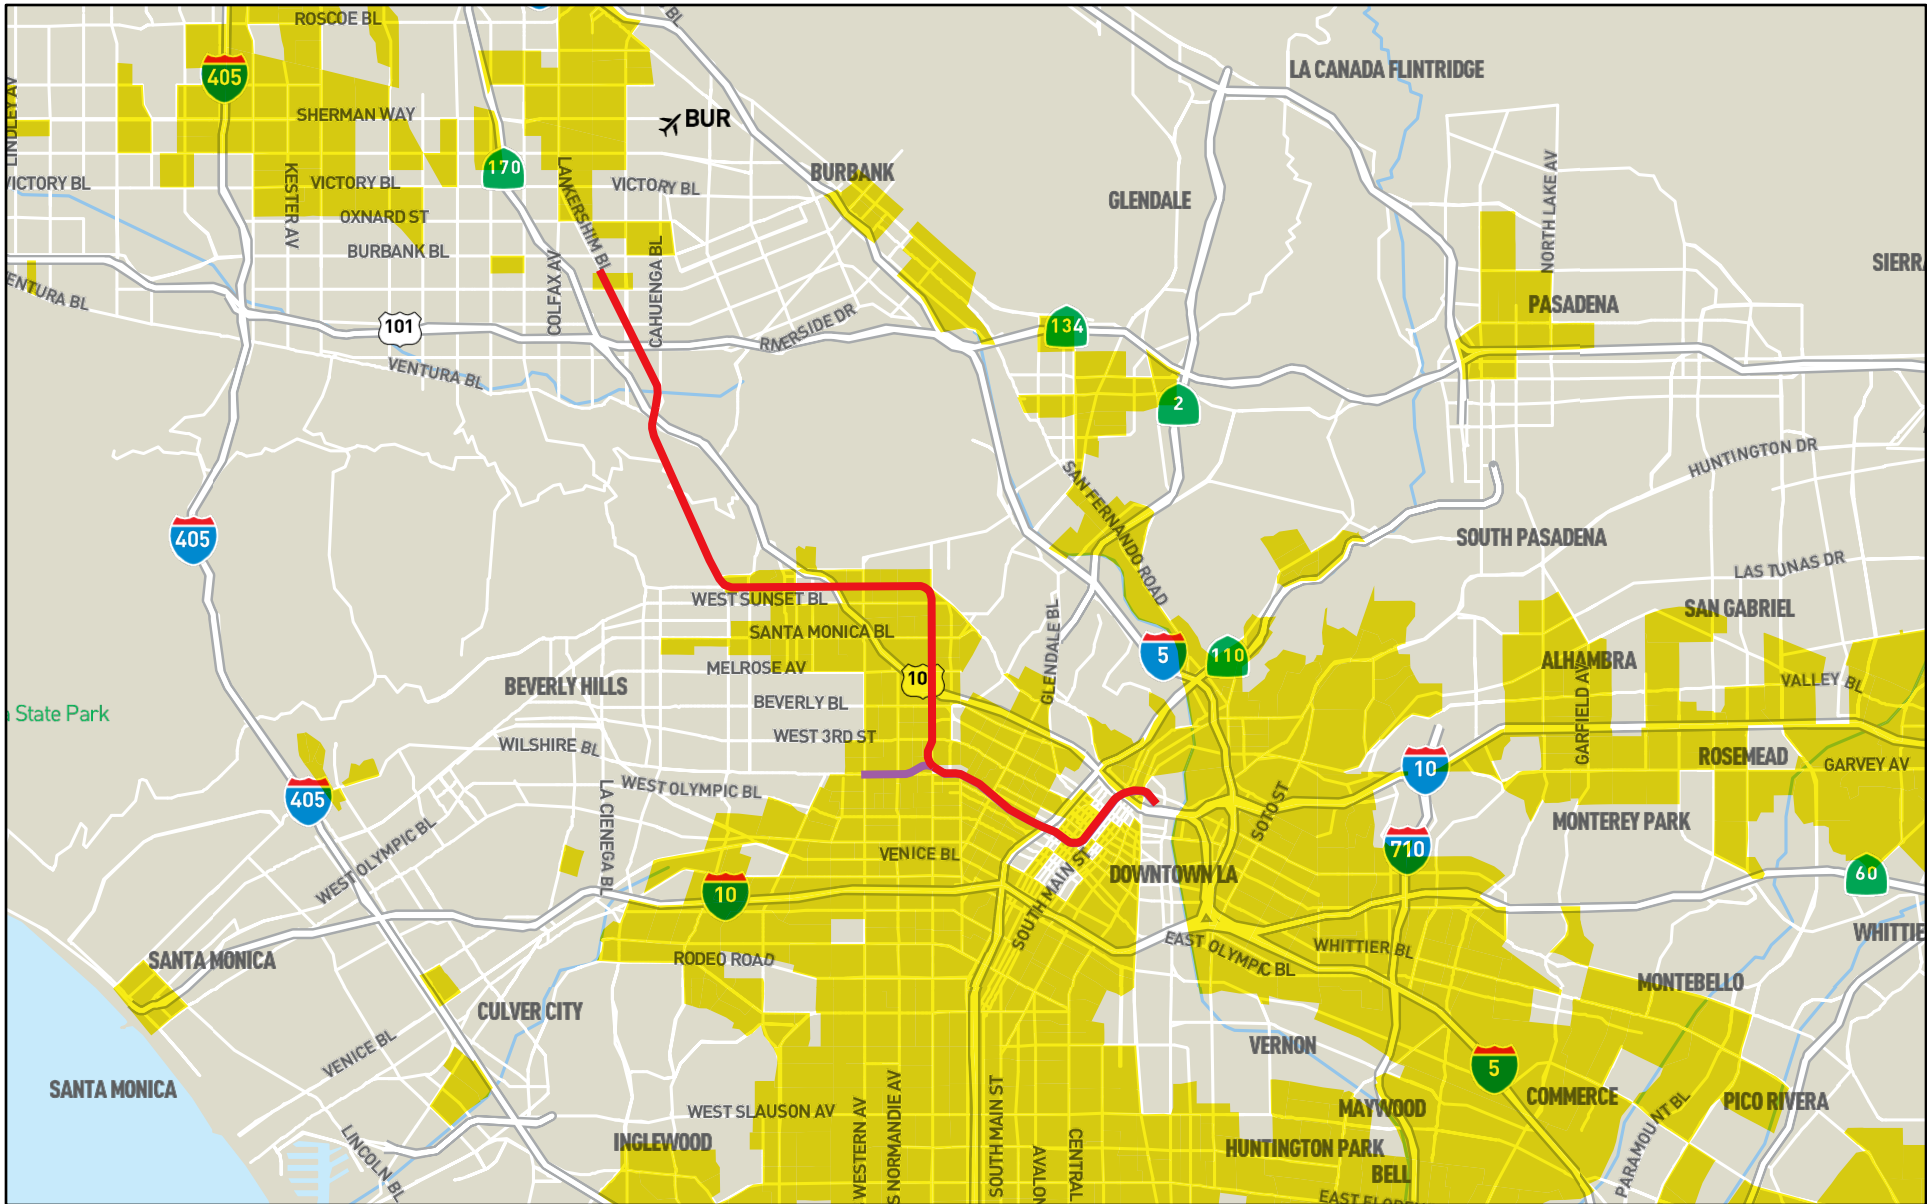 ROSCOE BL
BL
405
LINDLEY AV
SHERMAN WAY
BUR
LA CANADA FLINTRIDGE
170
VICTORY BL
KESTER AV
VICTORY BL
LANKERSHIM BL
VICTORY BL
BURBANK
GLENDALE
NORTH LAKE AV
OXNARD ST
BURBANK BL
COLFAX AV
CAHUENGA BL
SIERRA
ENTURA BL
101
RIVERSIDE DR
134
PASADENA
VENTURA BL
2
HUNTINGTON DR
SAN FERNANDO ROAD
405
SOUTH PASADENA
LAS TUNAS DR
WEST SUNSET BL
SAN GABRIEL
SANTA MONICA BL
GLENDALE BL
5
110
MELROSE AV
ALHAMBRA
BEVERLY HILLS
10
VALLEY BL
BEVERLY BL
GARFIELD AV
a State Park
WEST 3RD ST
WILSHIRE BL
ROSEMEAD
GARVEY AV
10
405
WEST OLYMPIC BL
LA CIENEGA BL
SOTO ST
MONTEREY PARK
WEST OLYMPIC BL
VENICE BL
710
DOWNTOWN LA
60
10
SOUTH MAIN ST
EAST OLYMPIC BL
WHITTIER BL
WHITTIE
SANTA MONICA
RODEO ROAD
MONTEBELLO
CULVER CITY
VENICE BL
VERNON
5
SANTA MONICA
COMMERCE
PICO RIVERA
WEST SLAUSON AV
MAYWOOD
PARAMOUNT BL
INGLEWOOD
LINCOLN BL
WESTERN AV
S NORMANDIE AV
SOUTH MAIN ST
AVALON
CENTRAL
HUNTINGTON PARK
BELL
EAST FLOR